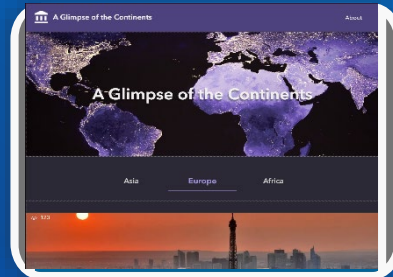 A Glimpse of the Continents
About
A Glimpse of the Continents
Asia Europe Africa